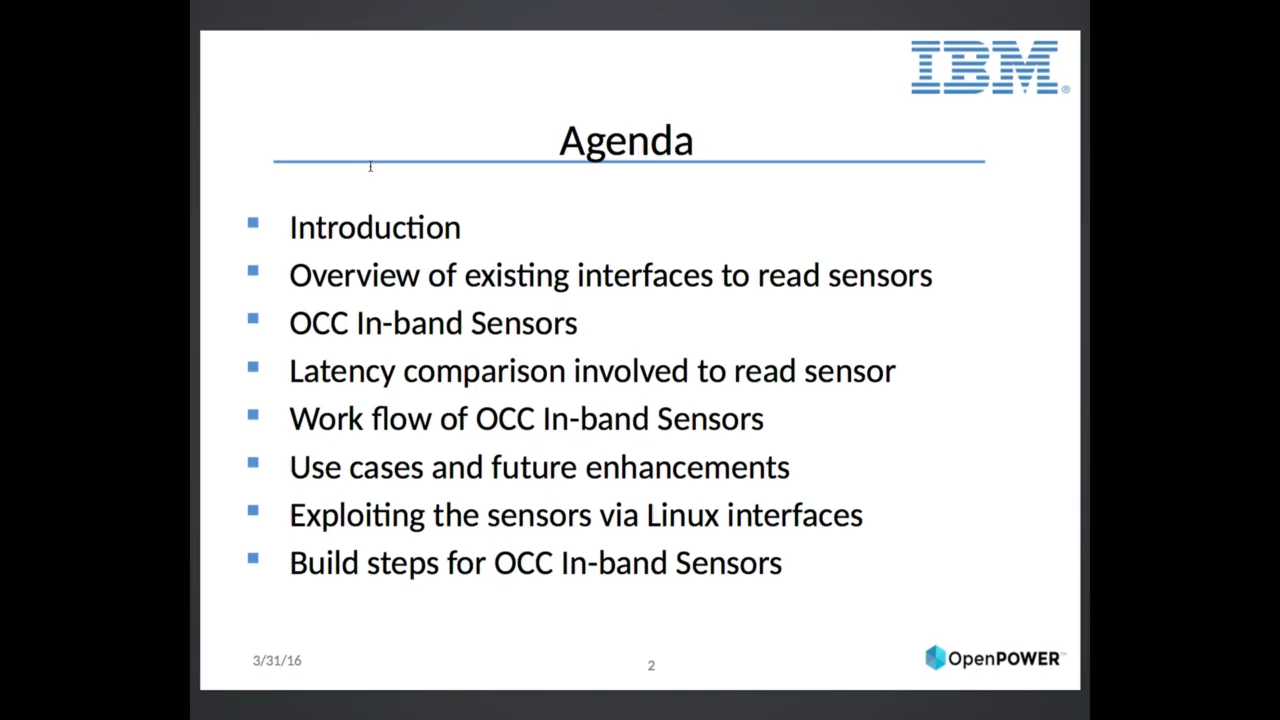 IBM®
Agenda
Introduction
Overview of existing interfaces to read sensors
OCC In-band Sensors
Latency comparison involved to read sensor
Work flow of OCC In-band Sensors
Use cases and future enhancements
Exploiting the sensors via Linux interfaces
Build steps for OCC In-band Sensors
3/31/16
2
OpenPOWER™